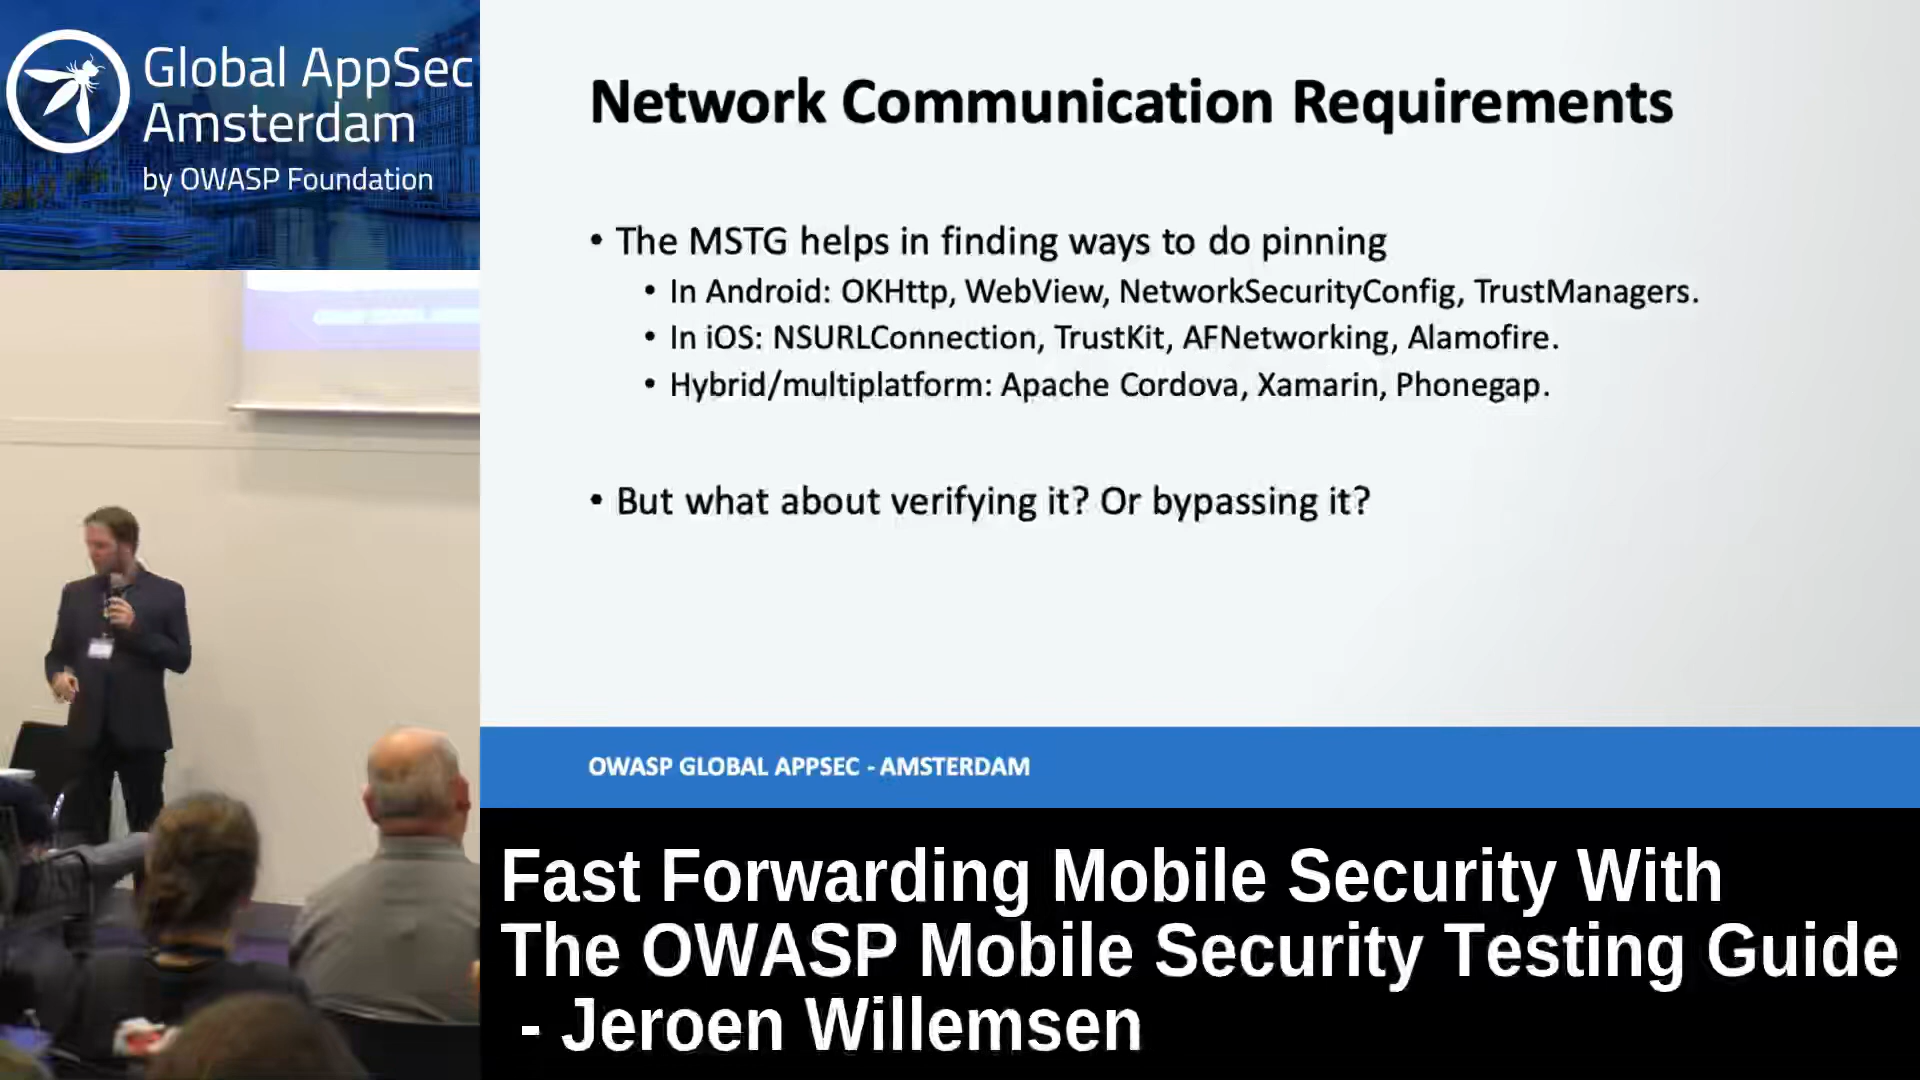 Global AppSec
Amsterdam
by OWASP Foundation
Network Communication Requirements
• The MSTG helps in finding ways to do pinning
• In Android: OKHttp, WebView, NetworkSecurityConfig, TrustManagers.
• In iOS: NSURLConnection, TrustKit, AFNetworking, Alamofire.
• Hybrid/multiplatform: Apache Cordova, Xamarin, Phonegap.
• But what about verifying it? Or bypassing it?
OWASP GLOBAL APPSEC - AMSTERDAM
Fast Forwarding Mobile Security With
The OWASP Mobile Security Testing Guide
- Jeroen Willemsen